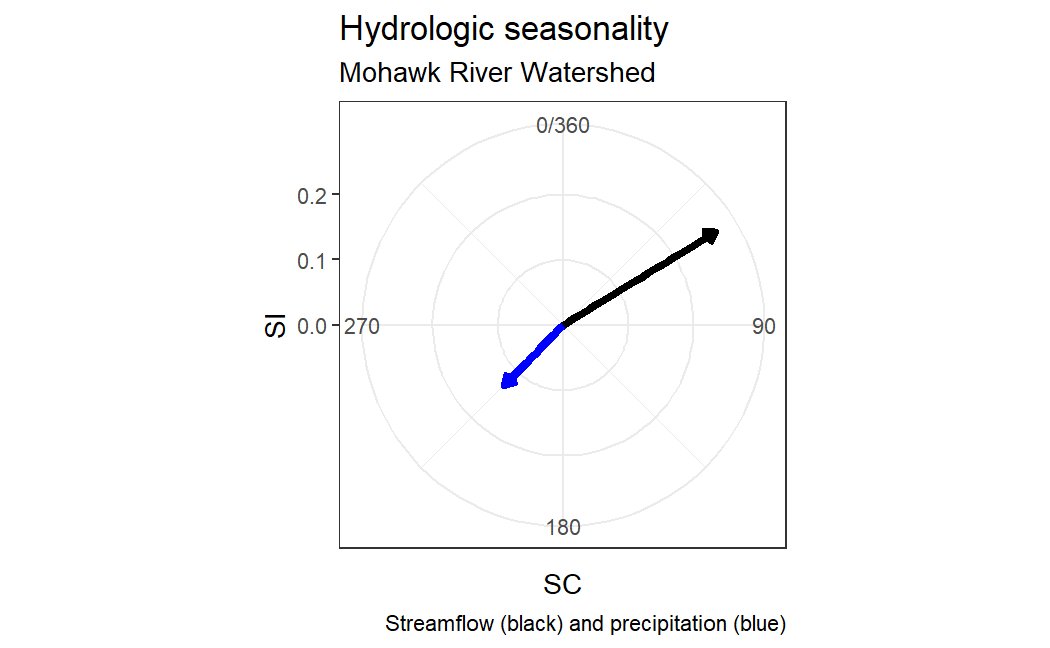 Hydrologic seasonality
Mohawk River Watershed
0/360
0.2
0.1
SI
0.0
270
90
180
SC
Streamflow (black) and precipitation (blue)